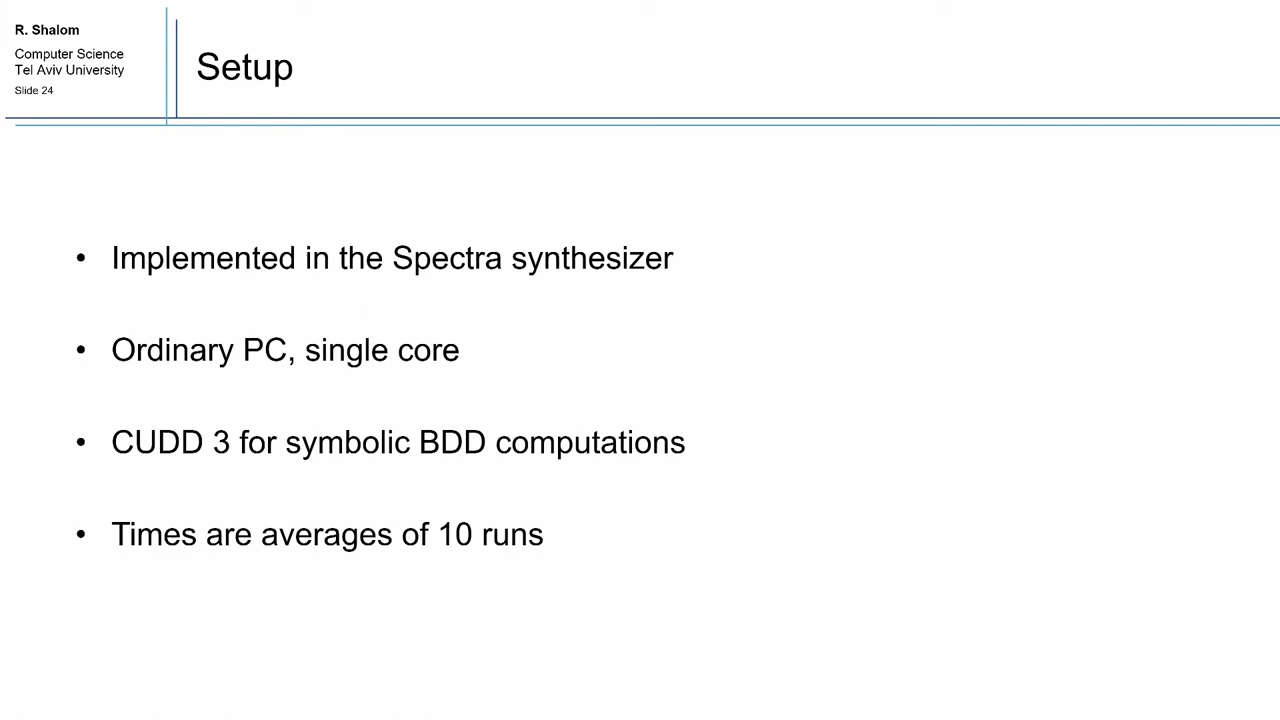 R. Shalom
Computer Science
Tel Aviv University
Slide 24
Setup
• Implemented in the Spectra synthesizer
• Ordinary PC, single core
• CUDD 3 for symbolic BDD computations
• Times are averages of 10 runs